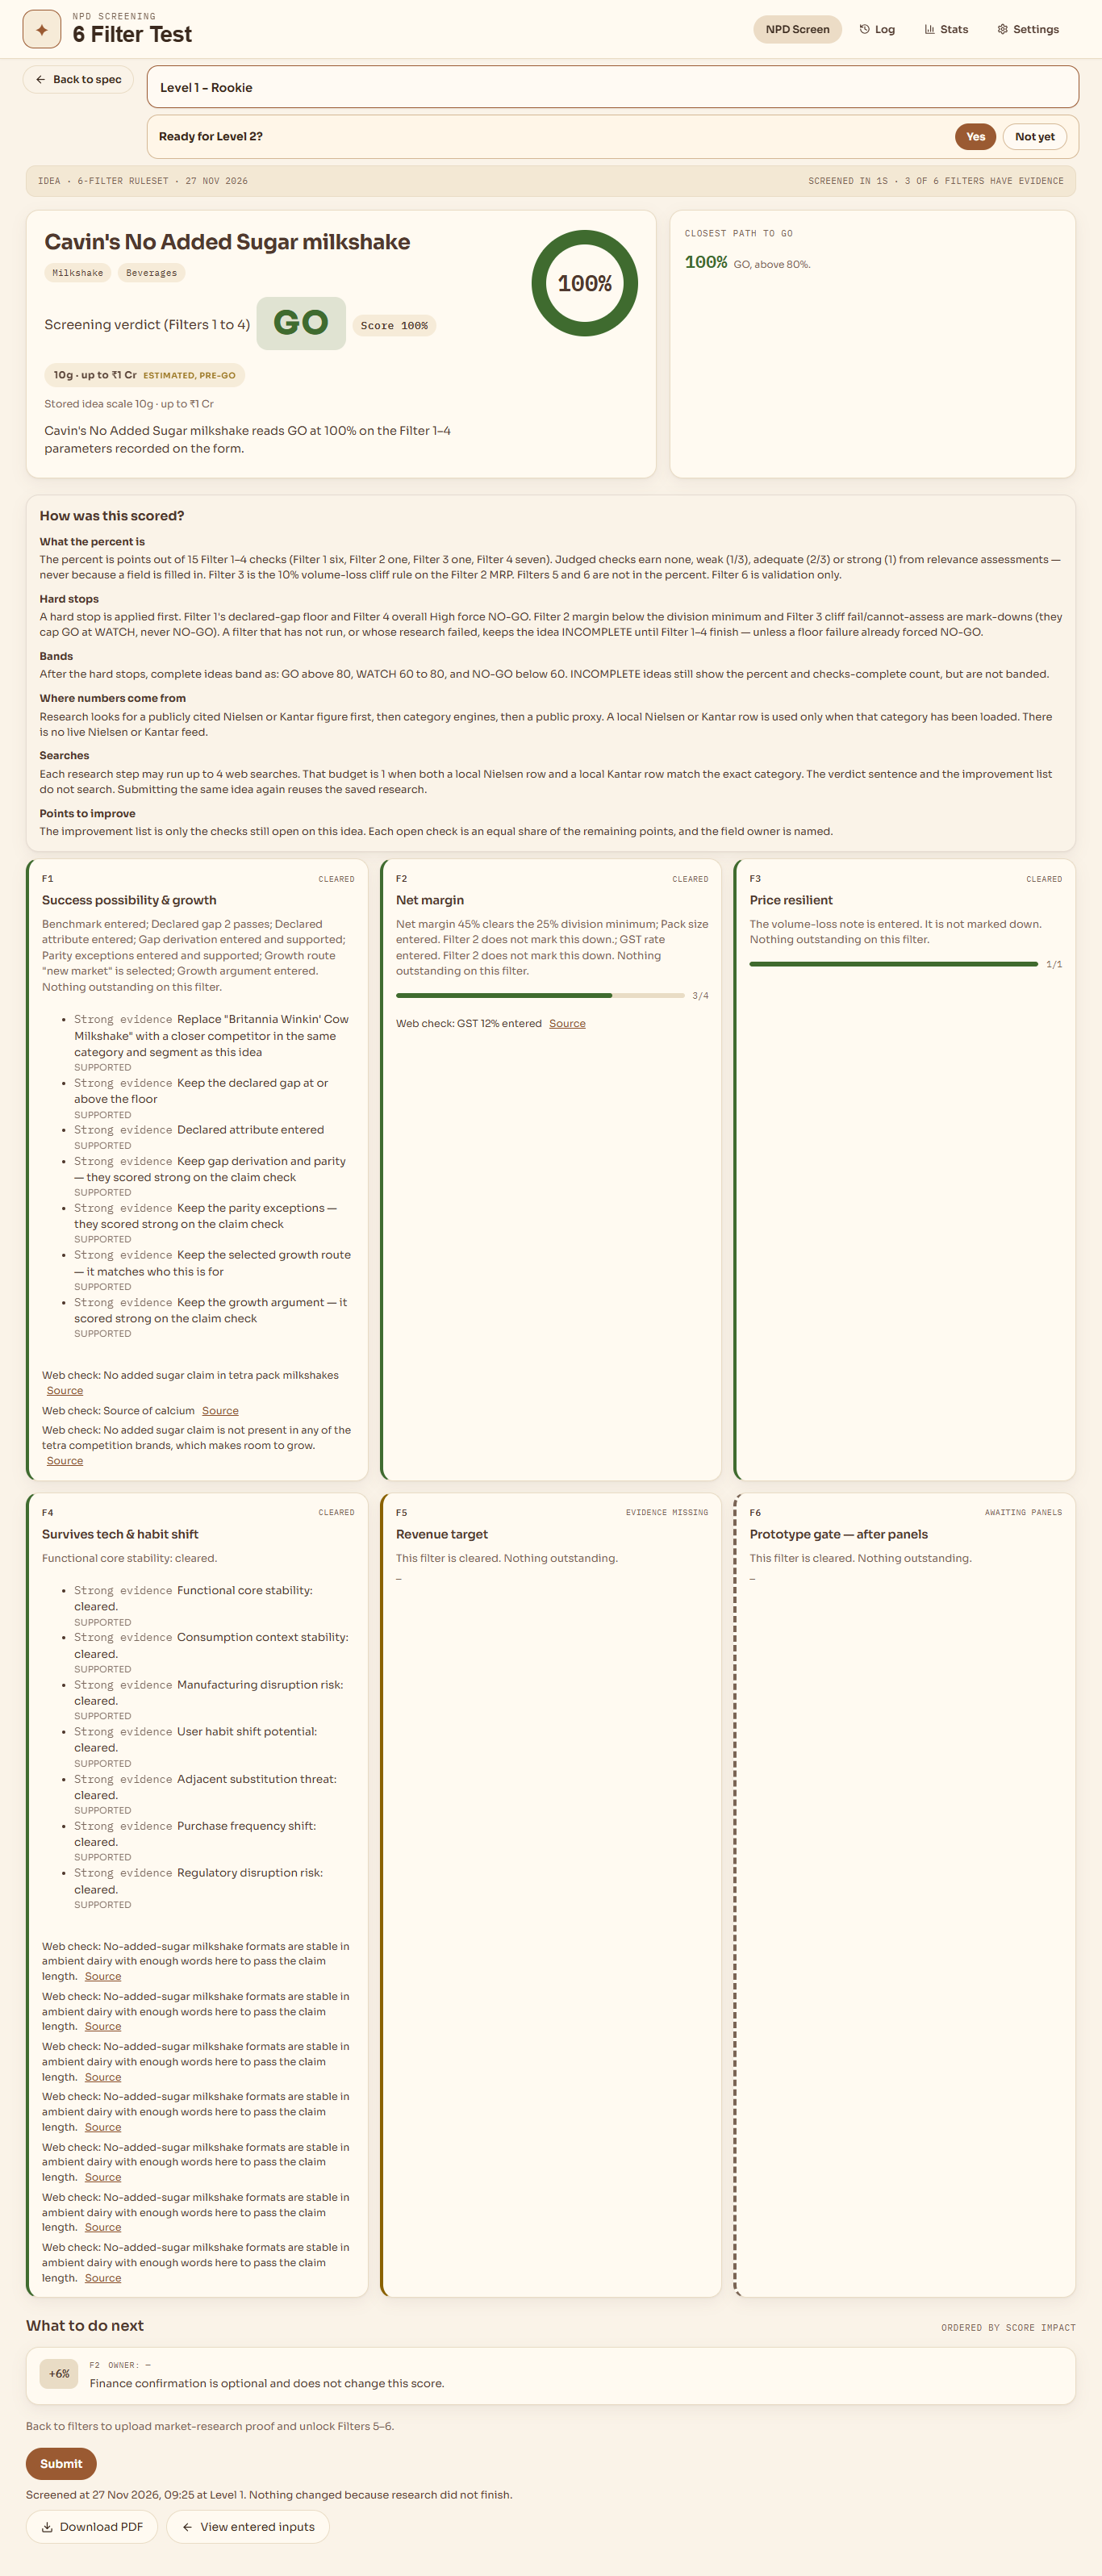 NPD SCREENING
6 Filter Test
NPD Screen
Log
Stats
Settings
Back to spec
Level 1 – Rookie
Ready for Level 2?
Yes
Not yet
IDEA · 6-FILTER RULESET · 27 NOV 2026
SCREENED IN 1S · 3 OF 6 FILTERS HAVE EVIDENCE
Cavin's No Added Sugar milkshake
Milkshake
Beverages
Screening verdict (Filters 1 to 4)
GO
Score 100%
100%
10g · up to ₹1 Cr ESTIMATED, PRE-GO
Stored idea scale 10g · up to ₹1 Cr
Cavin's No Added Sugar milkshake reads GO at 100% on the Filter 1–4
parameters recorded on the form.
CLOSEST PATH TO GO
100% GO, above 80%.
How was this scored?
What the percent is
The percent is points out of 15 Filter 1–4 checks (Filter 1 six, Filter 2 one, Filter 3 one, Filter 4 seven). Judged checks earn none, weak (1/3), adequate (2/3) or strong (1) from relevance assessments —
never because a field is filled in. Filter 3 is the 10% volume-loss cliff rule on the Filter 2 MRP. Filters 5 and 6 are not in the percent. Filter 6 is validation only.
Hard stops
A hard stop is applied first. Filter 1's declared-gap floor and Filter 4 overall High force NO-GO. Filter 2 margin below the division minimum and Filter 3 cliff fail/cannot-assess are mark-downs (they
cap GO at WATCH, never NO-GO). A filter that has not run, or whose research failed, keeps the idea INCOMPLETE until Filter 1–4 finish — unless a floor failure already forced NO-GO.
Bands
After the hard stops, complete ideas band as: GO above 80, WATCH 60 to 80, and NO-GO below 60. INCOMPLETE ideas still show the percent and checks-complete count, but are not banded.
Where numbers come from
Research looks for a publicly cited Nielsen or Kantar figure first, then category engines, then a public proxy. A local Nielsen or Kantar row is used only when that category has been loaded. There
is no live Nielsen or Kantar feed.
Searches
Each research step may run up to 4 web searches. That budget is 1 when both a local Nielsen row and a local Kantar row match the exact category. The verdict sentence and the improvement list
do not search. Submitting the same idea again reuses the saved research.
Points to improve
The improvement list is only the checks still open on this idea. Each open check is an equal share of the remaining points, and the field owner is named.
F1
CLEARED
Success possibility & growth
Benchmark entered; Declared gap 2 passes; Declared
attribute entered; Gap derivation entered and supported;
Parity exceptions entered and supported; Growth route
"new market" is selected; Growth argument entered.
Nothing outstanding on this filter.
• Strong evidence Replace "Britannia Winkin' Cow
Milkshake" with a closer competitor in the same
category and segment as this idea
SUPPORTED
• Strong evidence Keep the declared gap at or
above the floor
SUPPORTED
• Strong evidence Declared attribute entered
SUPPORTED
• Strong evidence Keep gap derivation and parity
— they scored strong on the claim check
SUPPORTED
• Strong evidence Keep the parity exceptions —
they scored strong on the claim check
SUPPORTED
• Strong evidence Keep the selected growth route
— it matches who this is for
SUPPORTED
• Strong evidence Keep the growth argument — it
scored strong on the claim check
SUPPORTED
Web check: No added sugar claim in tetra pack milkshakes
Source
Web check: Source of calcium Source
Web check: No added sugar claim is not present in any of the
tetra competition brands, which makes room to grow.
Source
F2
CLEARED
Net margin
Net margin 45% clears the 25% division minimum; Pack size
entered. Filter 2 does not mark this down.; GST rate
entered. Filter 2 does not mark this down. Nothing
outstanding on this filter.
3/4
Web check: GST 12% entered Source
F3
CLEARED
Price resilient
The volume-loss note is entered. It is not marked down.
Nothing outstanding on this filter.
1/1
F4
CLEARED
Survives tech & habit shift
Functional core stability: cleared.
• Strong evidence Functional core stability:
cleared.
SUPPORTED
• Strong evidence Consumption context stability:
cleared.
SUPPORTED
• Strong evidence Manufacturing disruption risk:
cleared.
SUPPORTED
• Strong evidence User habit shift potential:
cleared.
SUPPORTED
• Strong evidence Adjacent substitution threat:
cleared.
SUPPORTED
• Strong evidence Purchase frequency shift:
cleared.
SUPPORTED
• Strong evidence Regulatory disruption risk:
cleared.
SUPPORTED
Web check: No-added-sugar milkshake formats are stable in
ambient dairy with enough words here to pass the claim
length. Source
Web check: No-added-sugar milkshake formats are stable in
ambient dairy with enough words here to pass the claim
length. Source
Web check: No-added-sugar milkshake formats are stable in
ambient dairy with enough words here to pass the claim
length. Source
Web check: No-added-sugar milkshake formats are stable in
ambient dairy with enough words here to pass the claim
length. Source
Web check: No-added-sugar milkshake formats are stable in
ambient dairy with enough words here to pass the claim
length. Source
Web check: No-added-sugar milkshake formats are stable in
ambient dairy with enough words here to pass the claim
length. Source
Web check: No-added-sugar milkshake formats are stable in
ambient dairy with enough words here to pass the claim
length. Source
F5
EVIDENCE MISSING
Revenue target
This filter is cleared. Nothing outstanding.
—
F6
AWAITING PANELS
Prototype gate — after panels
This filter is cleared. Nothing outstanding.
—
What to do next
ORDERED BY SCORE IMPACT
+6%
F2 OWNER: —
Finance confirmation is optional and does not change this score.
Back to filters to upload market-research proof and unlock Filters 5–6.
Submit
Screened at 27 Nov 2026, 09:25 at Level 1. Nothing changed because research did not finish.
Download PDF
View entered inputs